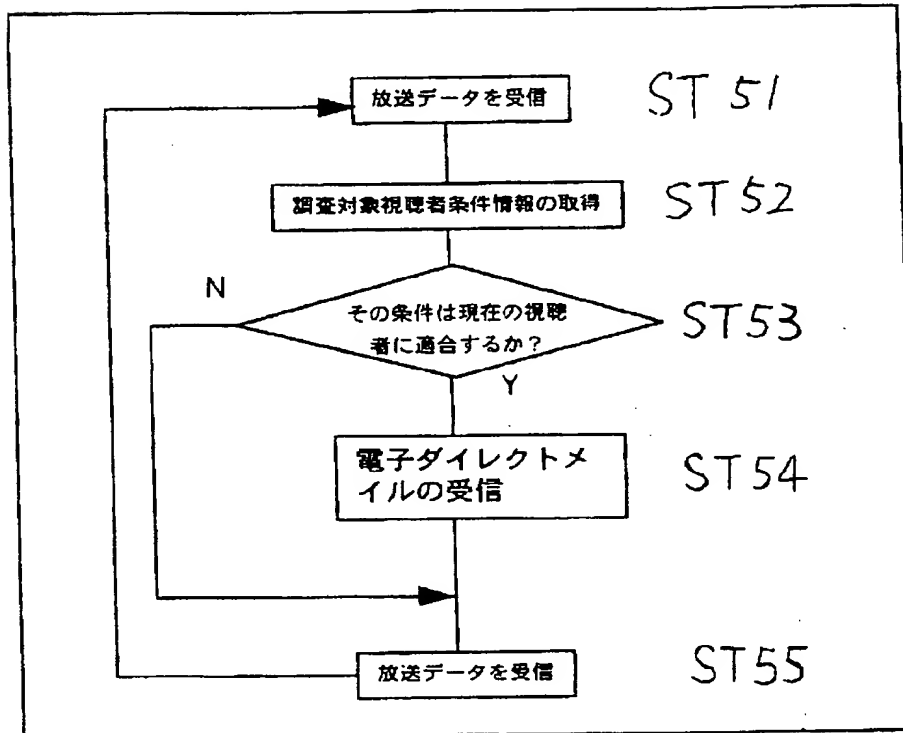 放送データを受信
ST 51
調査対象視聴者条件情報の取得
ST52
N
その条件は現在の視聴
者に適合するか？
ST53
Y
電子ダイレクトメ
イルの受信
ST54
放送データを受信
ST55